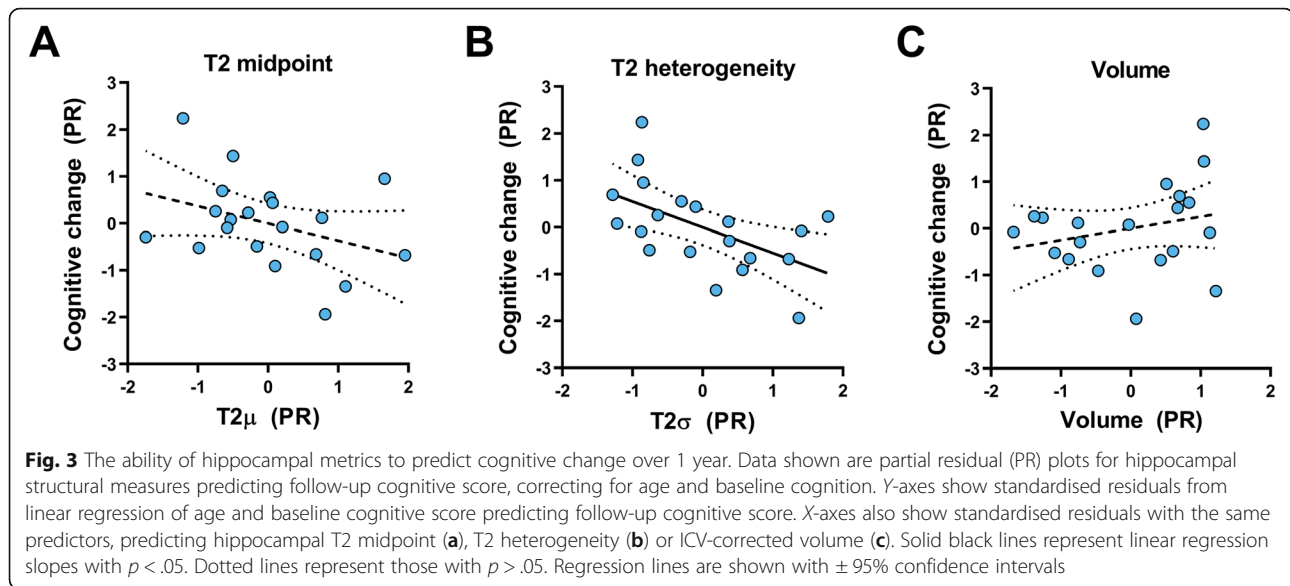 A
T2 midpoint
Cognitive change (PR)
3
2
1
0
-1
-2
-3
-2 -1 0 1 2
T2μ (PR)
B
T2 heterogeneity
Cognitive change (PR)
3
2
1
0
-1
-2
-3
-2 -1 0 1 2
T2σ (PR)
C
Volume
Cognitive change (PR)
3
2
1
0
-1
-2
-3
-2 -1 0 1 2
Volume (PR)
Fig. 3 The ability of hippocampal metrics to predict cognitive change over 1 year. Data shown are partial residual (PR) plots for hippocampal
structural measures predicting follow-up cognitive score, correcting for age and baseline cognition. Y-axes show standardised residuals from
linear regression of age and baseline cognitive score predicting follow-up cognitive score. X-axes also show standardised residuals with the same
predictors, predicting hippocampal T2 midpoint (a), T2 heterogeneity (b) or ICV-corrected volume (c). Solid black lines represent linear regression
slopes with p < .05. Dotted lines represent those with p > .05. Regression lines are shown with ± 95% confidence intervals